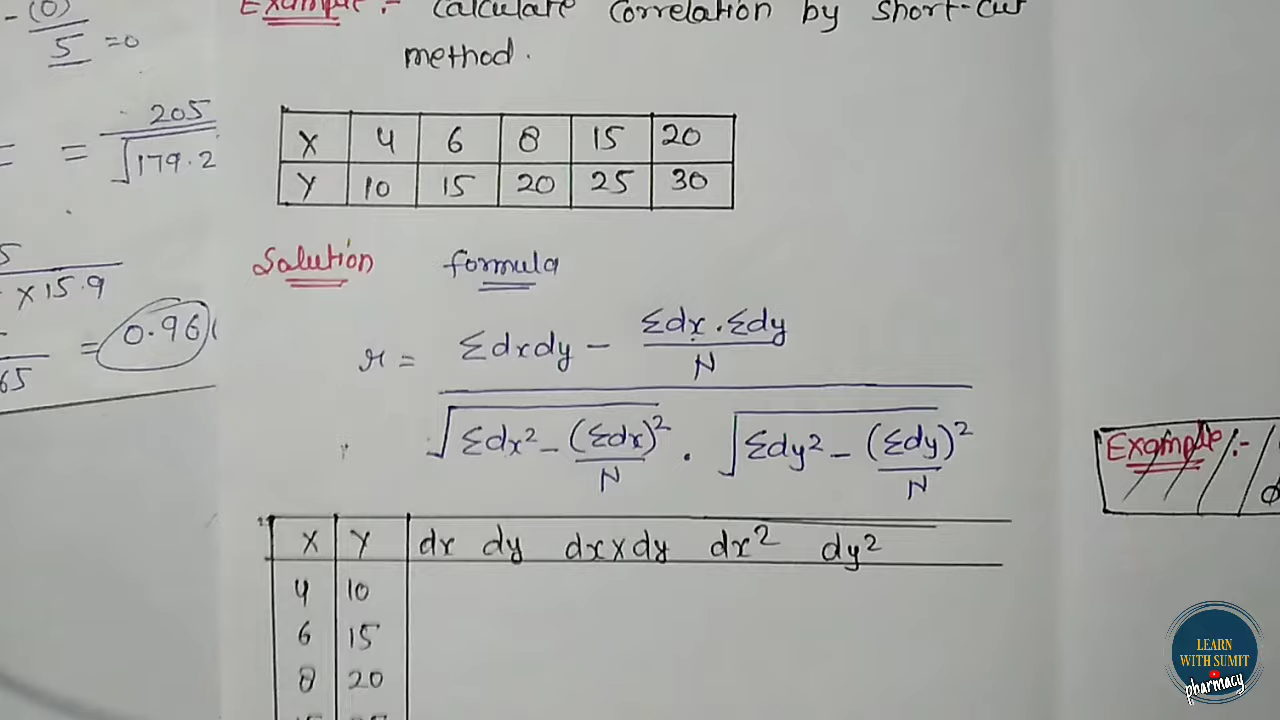 -(0)
5 =0
205
= = √179.2
5
× 15.9
= 0.96
65
Example :- Calculate Correlation by Short-cut
method.
X 4 6 8 15 20
Y 10 15 20 25 30
Solution formula
r = Σdxdy - Σdx . Σdy
N
√Σdx² - (Σdx)² . √Σdy² - (Σdy)²
N N
X Y dx dy dx×dy dx² dy²
4 10
6 15
8 20
Example :-
LEARN
WITH SUMIT
pharmacy